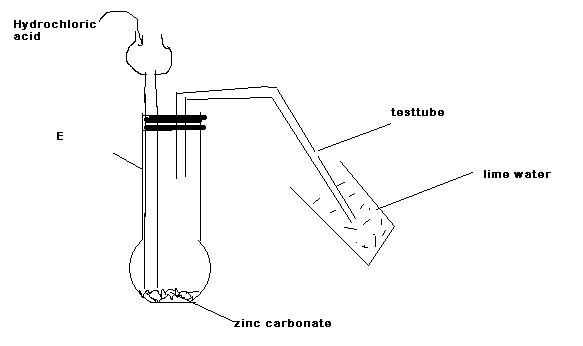 Hydrochloric
acid
E
testtube
lime water
zinc carbonate